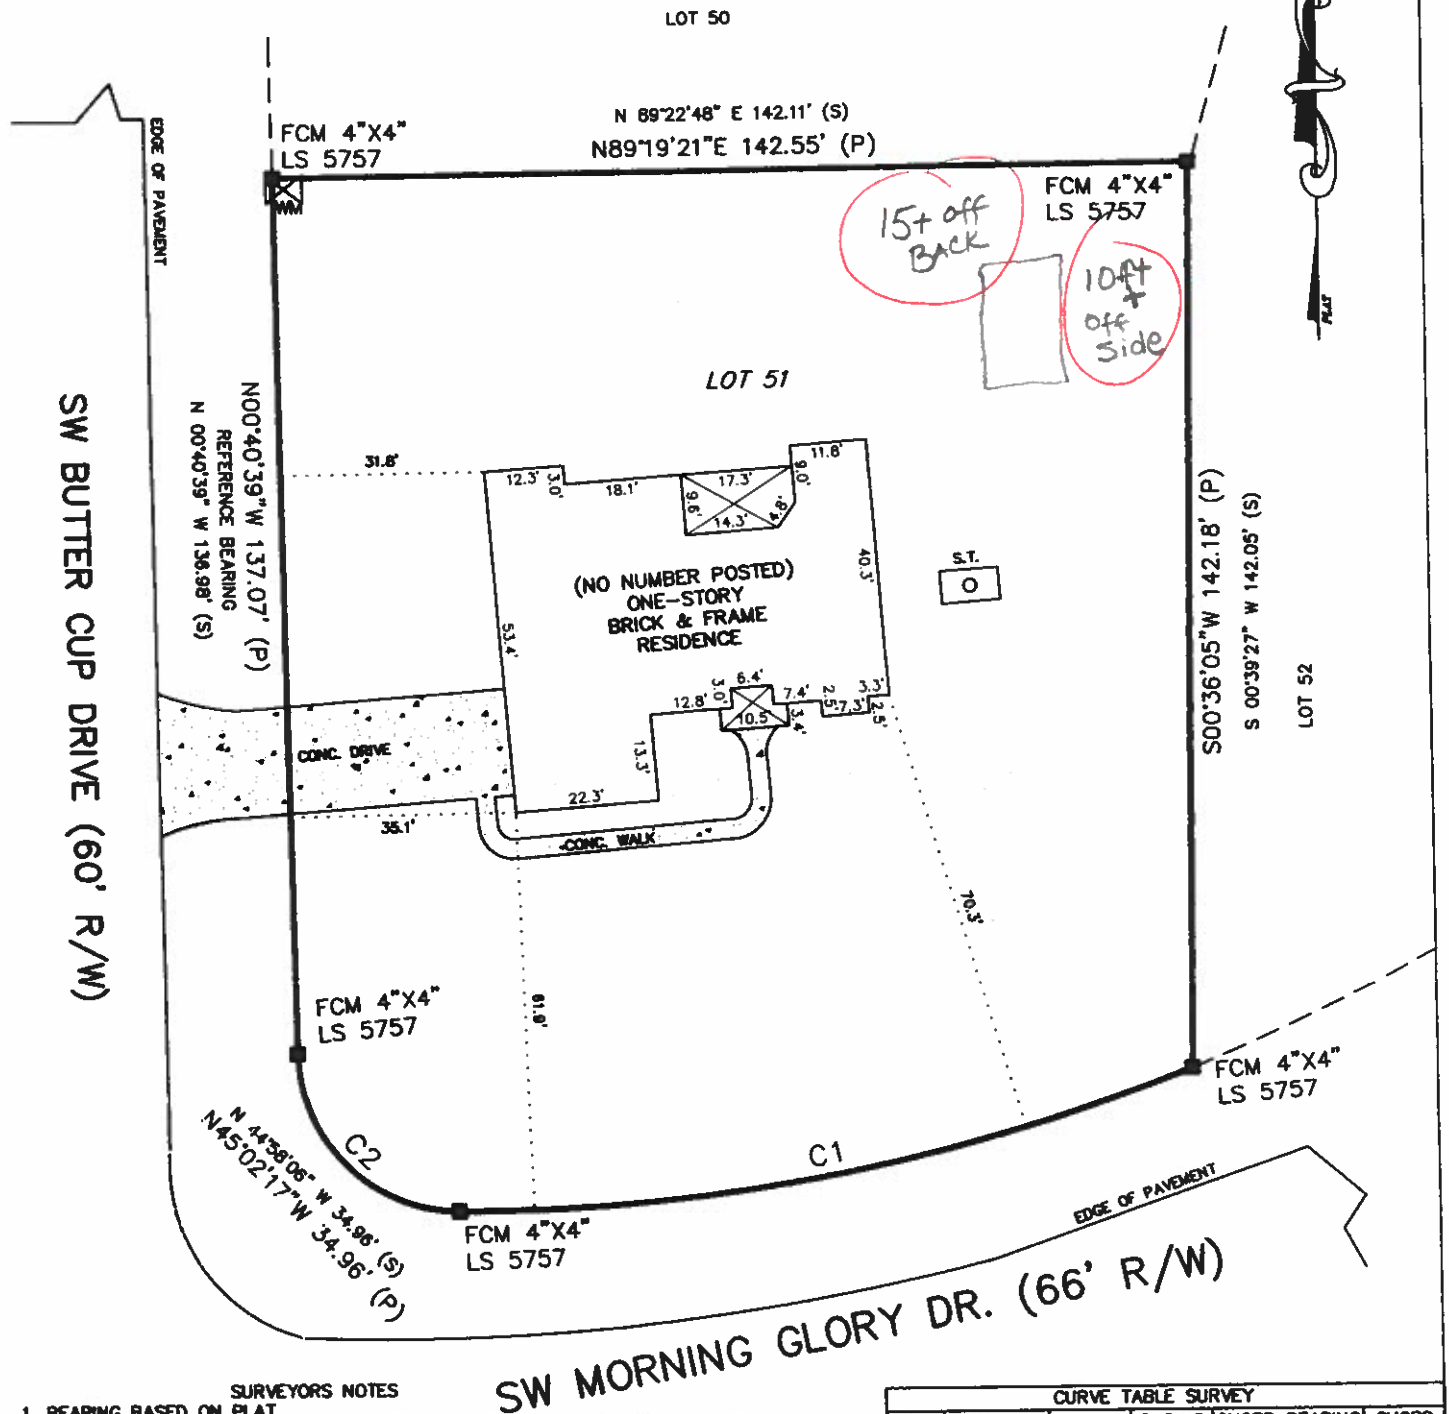 LOT 50
N 89°22'48" E 142.11' (S)
N89°19'21"E 142.55' (P)
FCM 4"X4"
LS 5757
WM
EDGE OF PAVEMENT
FCM 4"X4"
LS 5757
15+ off
BACK
10ft
+
off
Side
PLAT
LOT 51
SW BUTTER CUP DRIVE (60' R/W)
N00°40'39"W 137.07' (P)
REFERENCE BEARING
N 00°40'39" W 136.98' (S)
31.8'
12.3'
3.0'
18.1'
17.3'
9.6'
14.3'
4.8'
9.0'
11.8'
40.3'
(NO NUMBER POSTED)
ONE-STORY
BRICK & FRAME
RESIDENCE
S.T.
53.4'
S00°36'05"W 142.18' (P)
S 00°39'27" W 142.05' (S)
LOT 52
12.8'
3.0'
6.4'
10.5'
7.4'
3.4'
2.5'
7.3'
3.3'
2.5'
13.3'
22.3'
CONC. DRIVE
35.1'
CONC. WALK
70.3'
61.9'
FCM 4"X4"
LS 5757
C2
N 44°58'06" W 34.96' (S)
N45°02'17"W 34.96' (P)
FCM 4"X4"
LS 5757
C1
FCM 4"X4"
LS 5757
EDGE OF PAVEMENT
SW MORNING GLORY DR. (66' R/W)
SURVEYORS NOTES
1. BEARING BASED ON PLAT
CURVE TABLE SURVEY